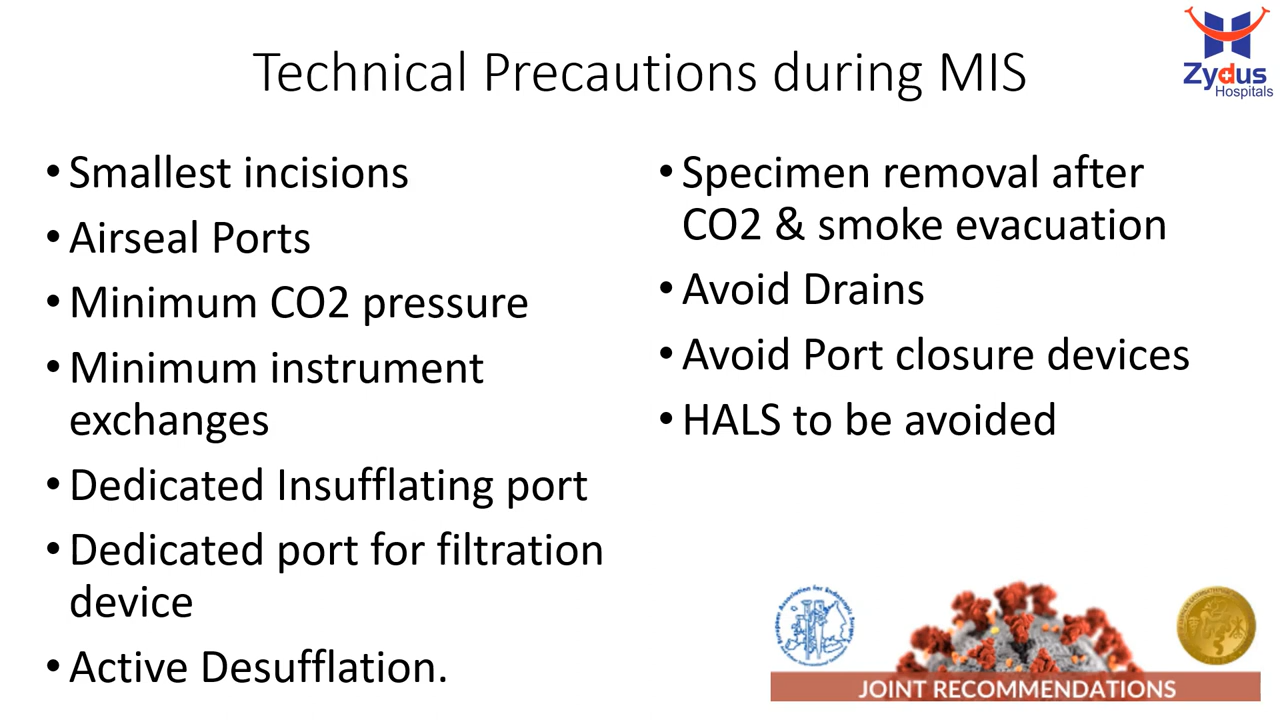 Technical Precautions during MIS
Zydus
Hospitals
• Smallest incisions
• Airseal Ports
• Minimum CO2 pressure
• Minimum instrument
exchanges
• Dedicated Insufflating port
• Dedicated port for filtration
device
• Active Desufflation.
• Specimen removal after
CO2 & smoke evacuation
• Avoid Drains
• Avoid Port closure devices
• HALS to be avoided
JOINT RECOMMENDATIONS